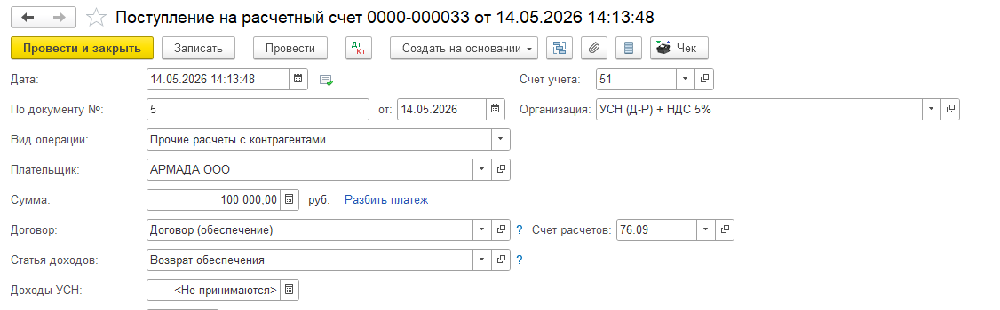 Поступление на расчетный счет 0000-000033 от 14.05.2026 14:13:48
Провести и закрыть Записать Провести Дт Кт Создать на основании Чек
Дата: 14.05.2026 14:13:48 Счет учета: 51
По документу №: 5 от: 14.05.2026 Организация: УСН (Д-Р) + НДС 5%
Вид операции: Прочие расчеты с контрагентами
Плательщик: АРМАДА ООО
Сумма: 100 000,00 руб. Разбить платеж
Договор: Договор (обеспечение) ? Счет расчетов: 76.09
Статья доходов: Возврат обеспечения ?
Доходы УСН: <Не принимаются>